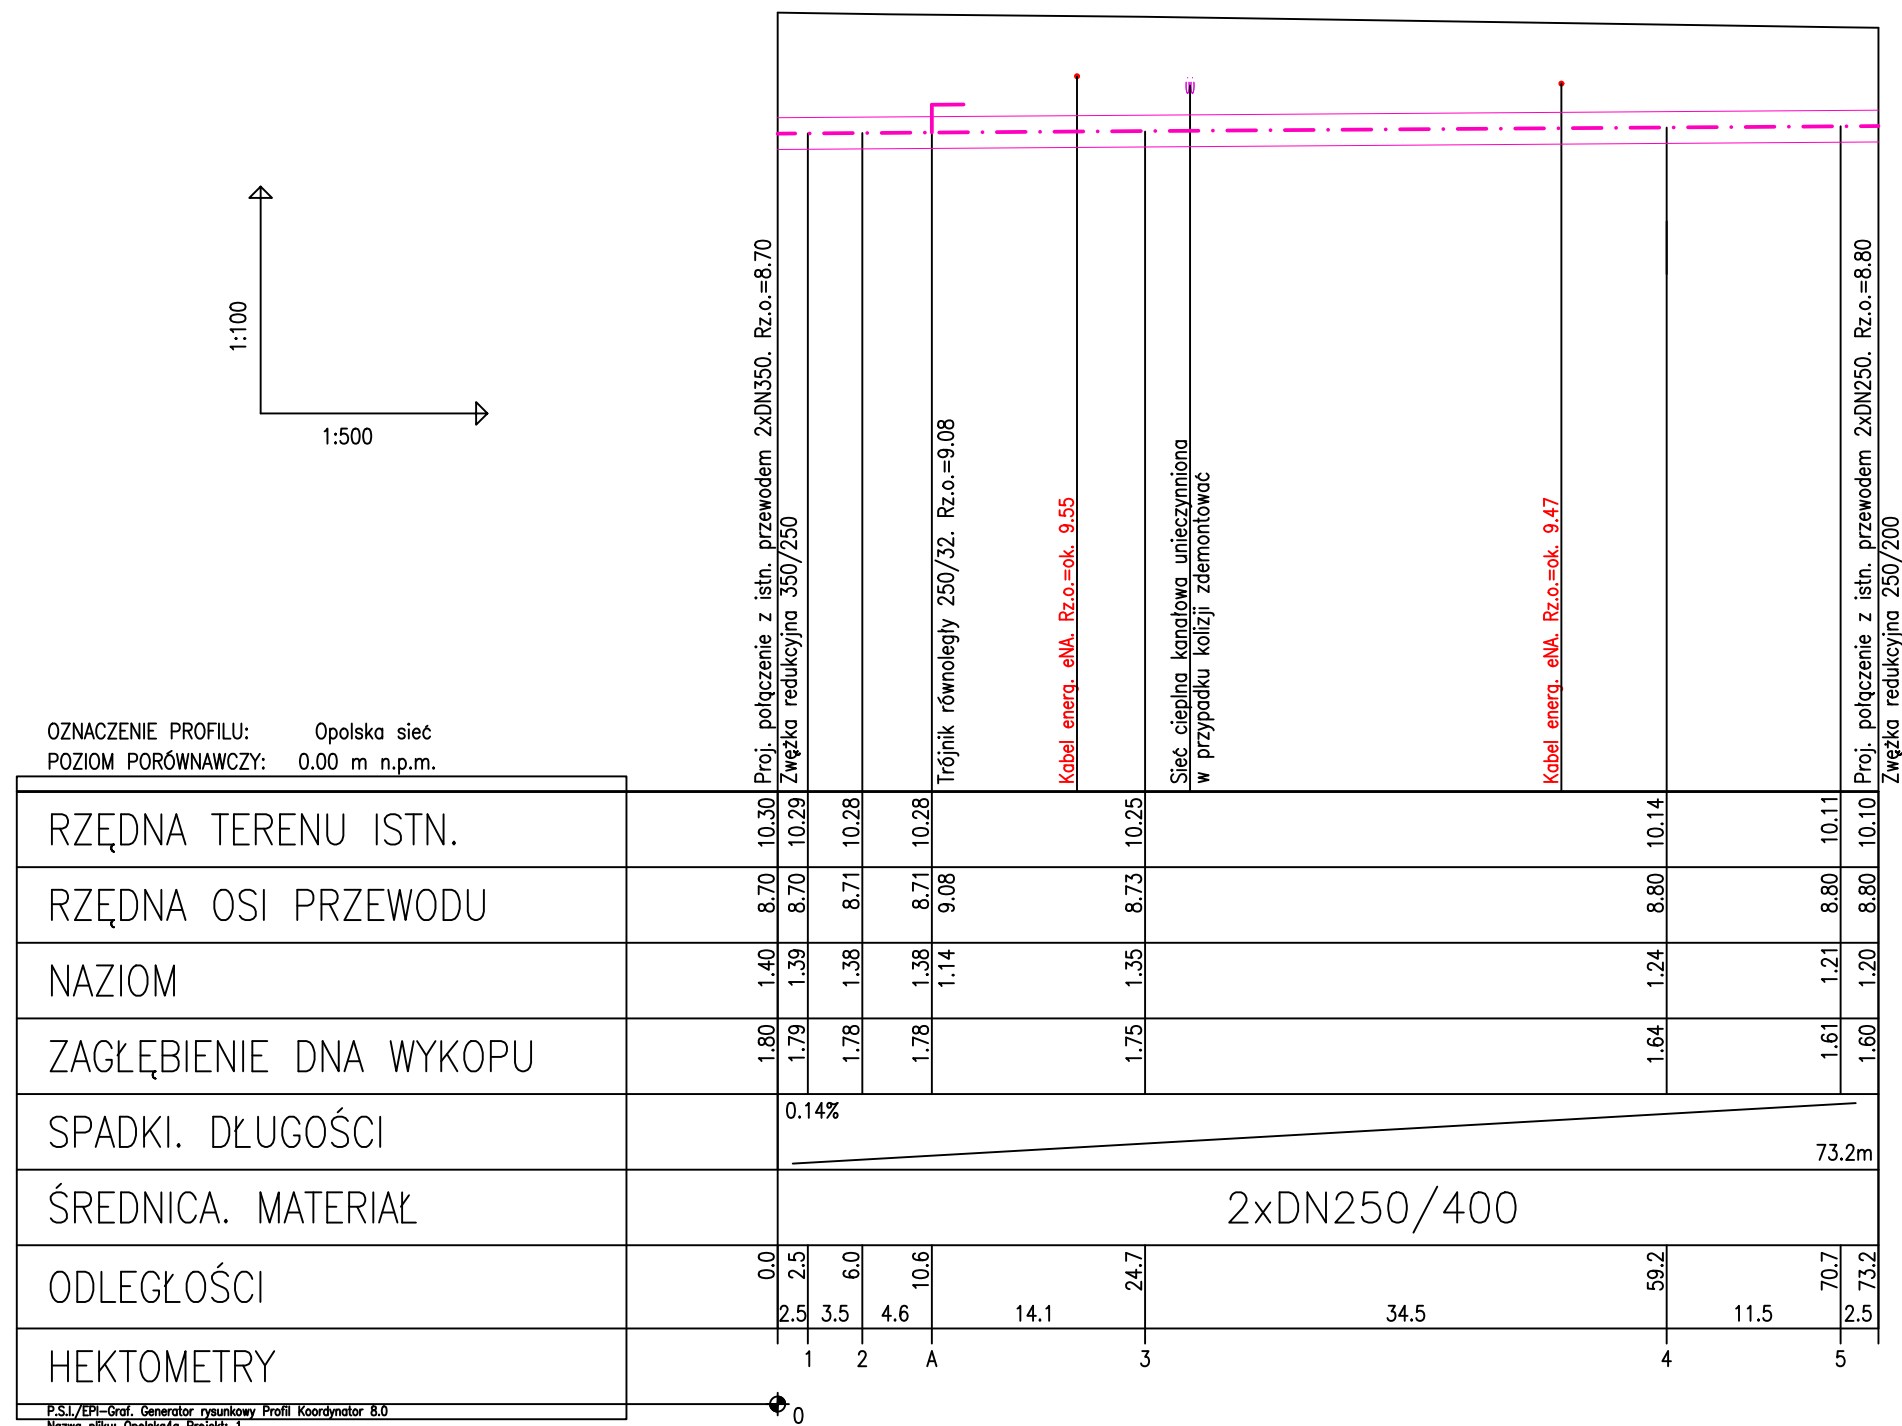 1:100
1:500
OZNACZENIE PROFILU: Opolska sieć
POZIOM PORÓWNAWCZY: 0.00 m n.p.m.
Proj. połączenie z istn. przewodem 2xDN350. Rz.o.=8.70
Zwężka redukcyjna 350/250
Trójnik równoległy 250/32. Rz.o.=9.08
Kabel energ. eNA. Rz.o.=ok. 9.55
Sieć cieplna kanałowa unieczynniona
w przypadku kolizji zdemontować
Kabel energ. eNA. Rz.o.=ok. 9.47
Proj. połączenie z istn. przewodem 2xDN250. Rz.o.=8.80
Zwężka redukcyjna 250/200
RZĘDNA TERENU ISTN. 10.30 10.29 10.28 10.28 10.25 10.14 10.11 10.10
RZĘDNA OSI PRZEWODU 8.70 8.70 8.71 8.71 9.08 8.73 8.80 8.80 8.80
NAZIOM 1.40 1.39 1.38 1.38 1.14 1.35 1.24 1.21 1.20
ZAGŁĘBIENIE DNA WYKOPU 1.80 1.79 1.78 1.78 1.75 1.64 1.61 1.60
SPADKI. DŁUGOŚCI 0.14% 73.2m
ŚREDNICA. MATERIAŁ 2xDN250/400
ODLEGŁOŚCI 0.0 2.5 6.0 10.6 24.7 59.2 70.7 73.2
2.5 3.5 4.6 14.1 34.5 11.5 2.5
HEKTOMETRY 1 2 A 3 4 5
P.S.I./EPI-Graf. Generator rysunkowy Profil Koordynator 8.0
0